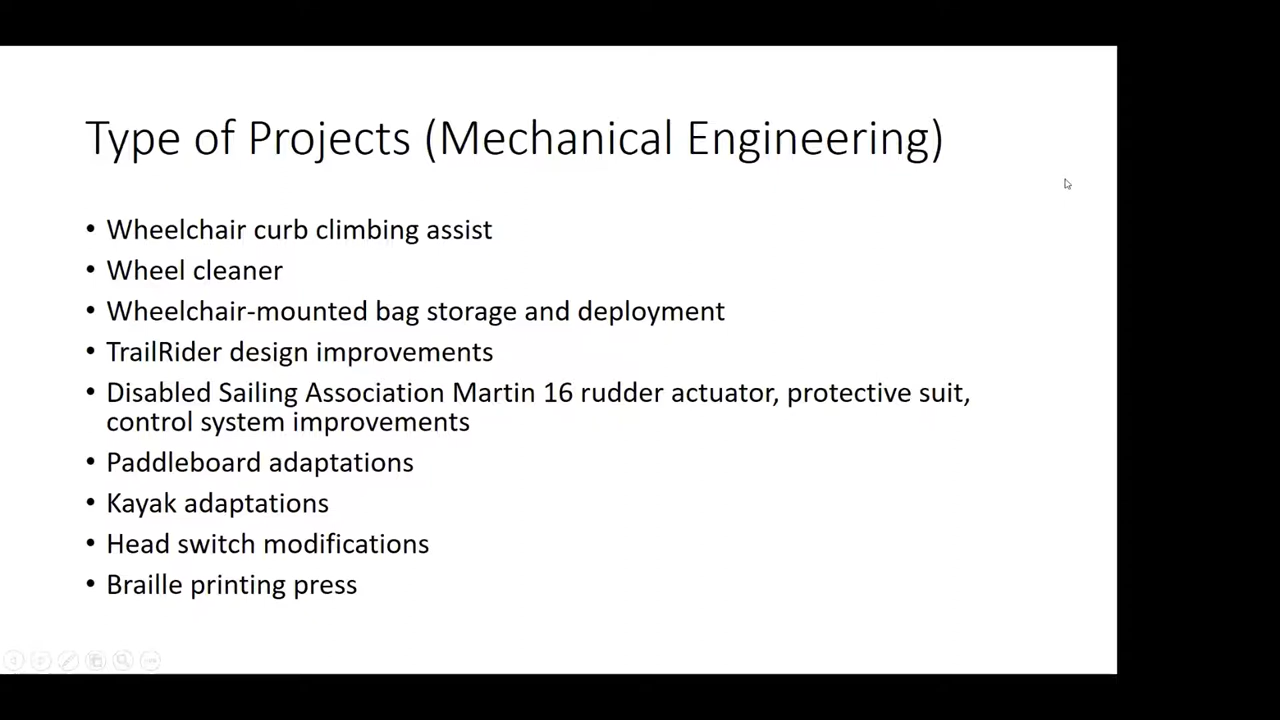 Type of Projects (Mechanical Engineering)
• Wheelchair curb climbing assist
• Wheel cleaner
• Wheelchair-mounted bag storage and deployment
• TrailRider design improvements
• Disabled Sailing Association Martin 16 rudder actuator, protective suit,
control system improvements
• Paddleboard adaptations
• Kayak adaptations
• Head switch modifications
• Braille printing press